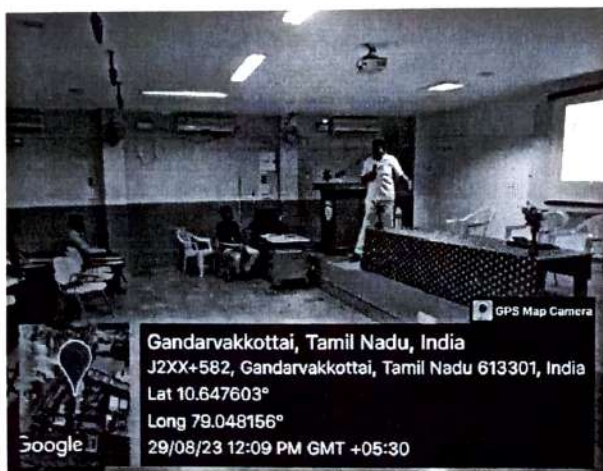 GPS Map Camera
Gandarvakkottai, Tamil Nadu, India
J2XX+582, Gandarvakkottai, Tamil Nadu 613301, India
Lat 10.647603°
Long 79.048156°
29/08/23 12:09 PM GMT +05:30
Google